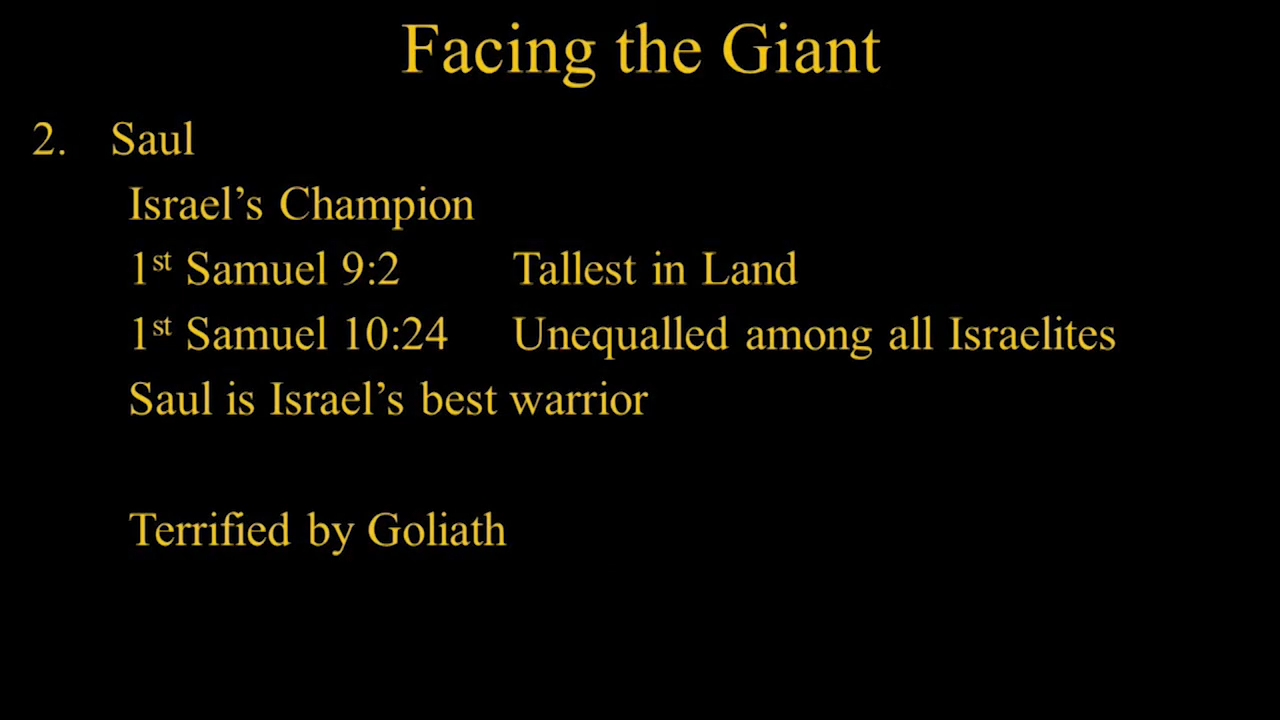 Facing the Giant
2. Saul
Israel’s Champion
1st Samuel 9:2 Tallest in Land
1st Samuel 10:24 Unequalled among all Israelites
Saul is Israel’s best warrior
Terrified by Goliath